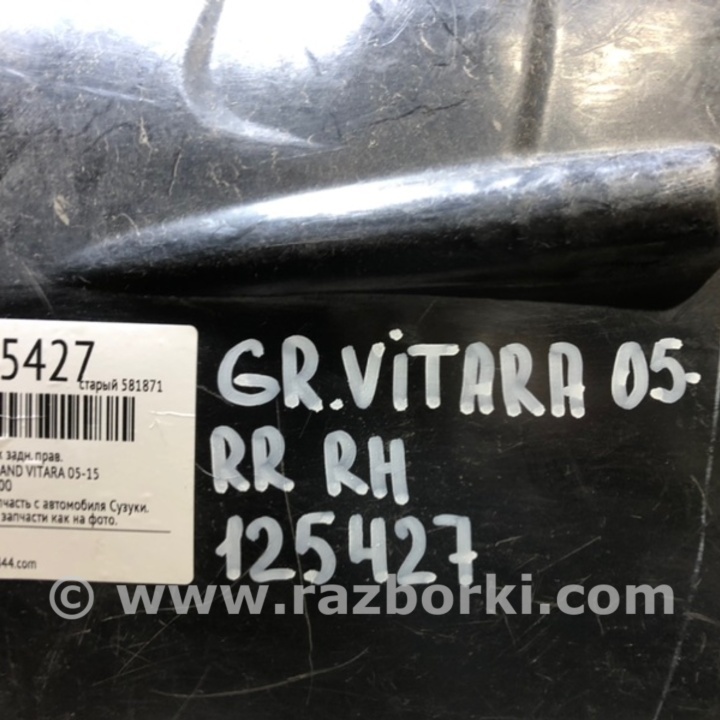 5427
старый 581871
задн. прав.
AND VITARA 05-15
00
пчасть с автомобиля Сузуки.
запчасти как на фото.
44.com
GR.ViTARA 05-
RR RH
125427
© www.razborki.com